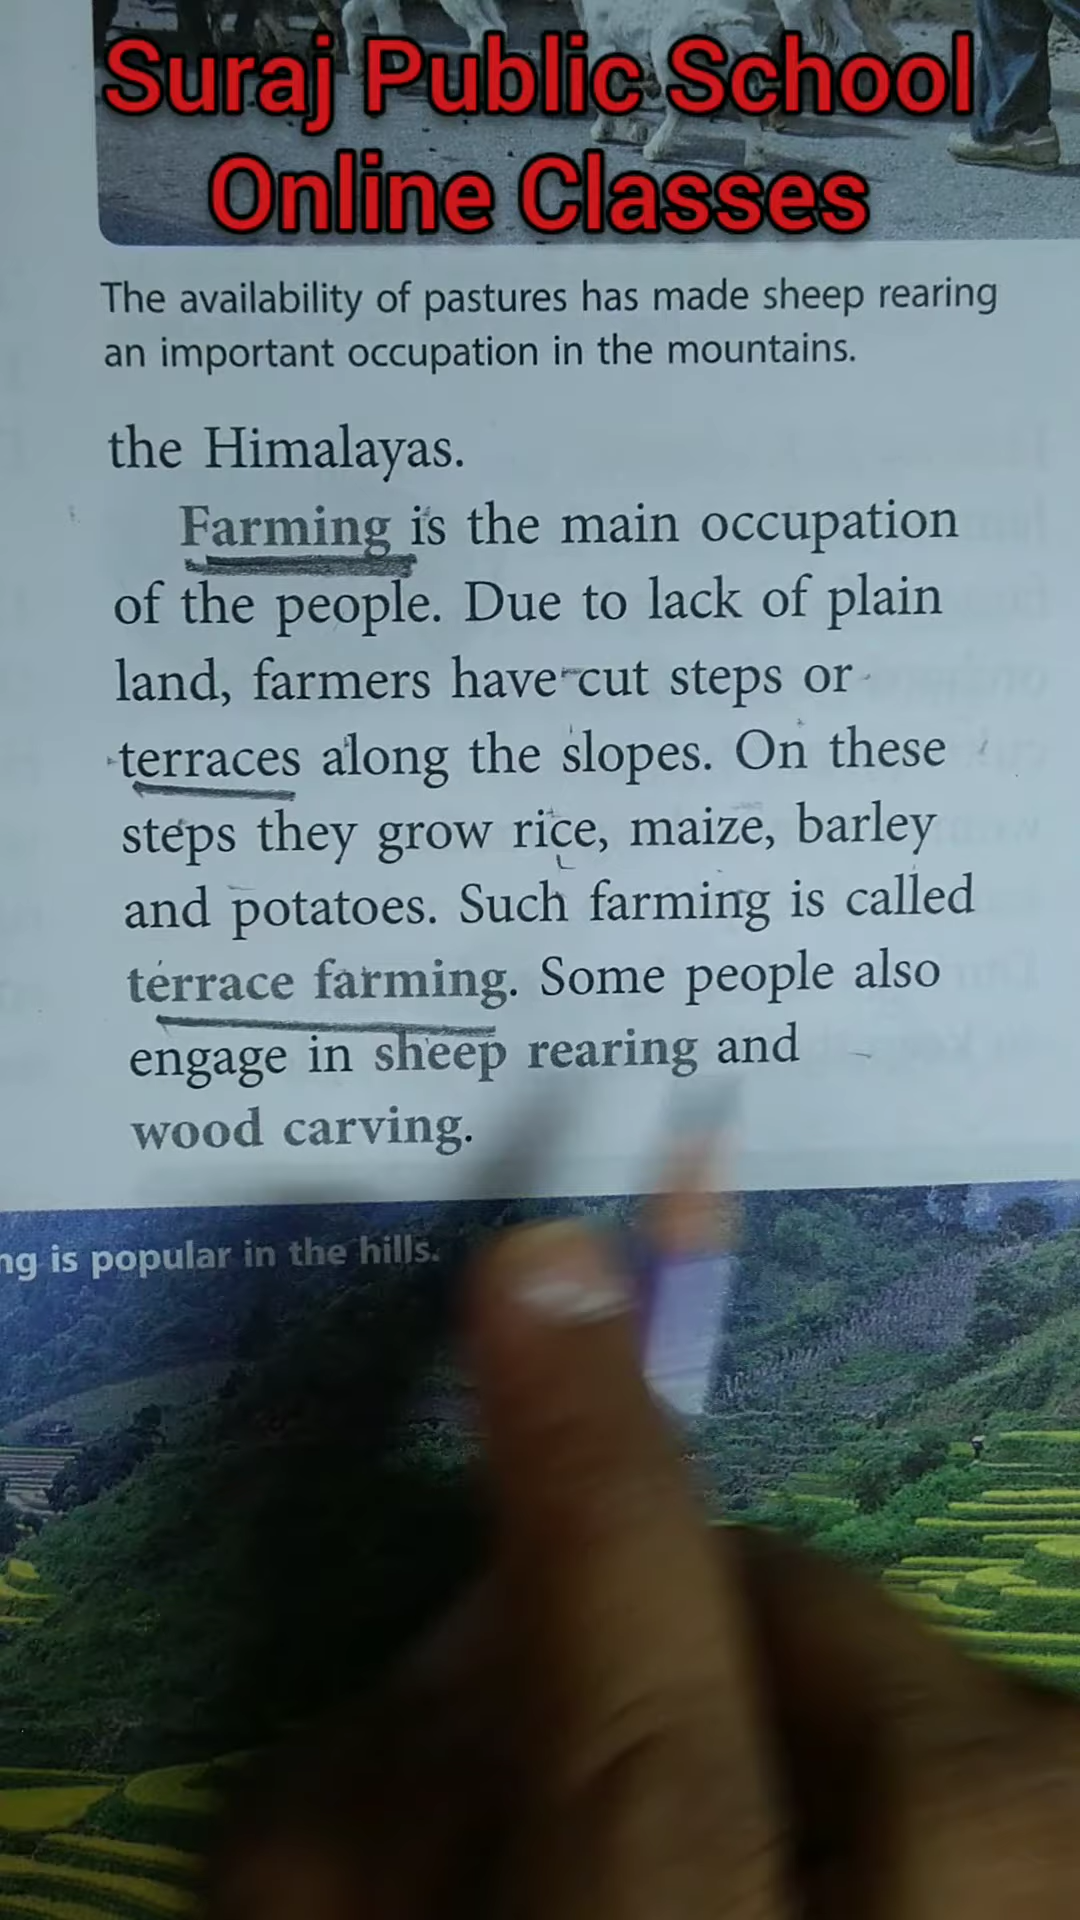 Suraj Public School
Online Classes
The availability of pastures has made sheep rearing
an important occupation in the mountains.
the Himalayas.
Farming is the main occupation
of the people. Due to lack of plain
land, farmers have cut steps or
terraces along the slopes. On these
steps they grow rice, maize, barley
and potatoes. Such farming is called
terrace farming. Some people also
engage in sheep rearing and
wood carving.
is popular in the hills.